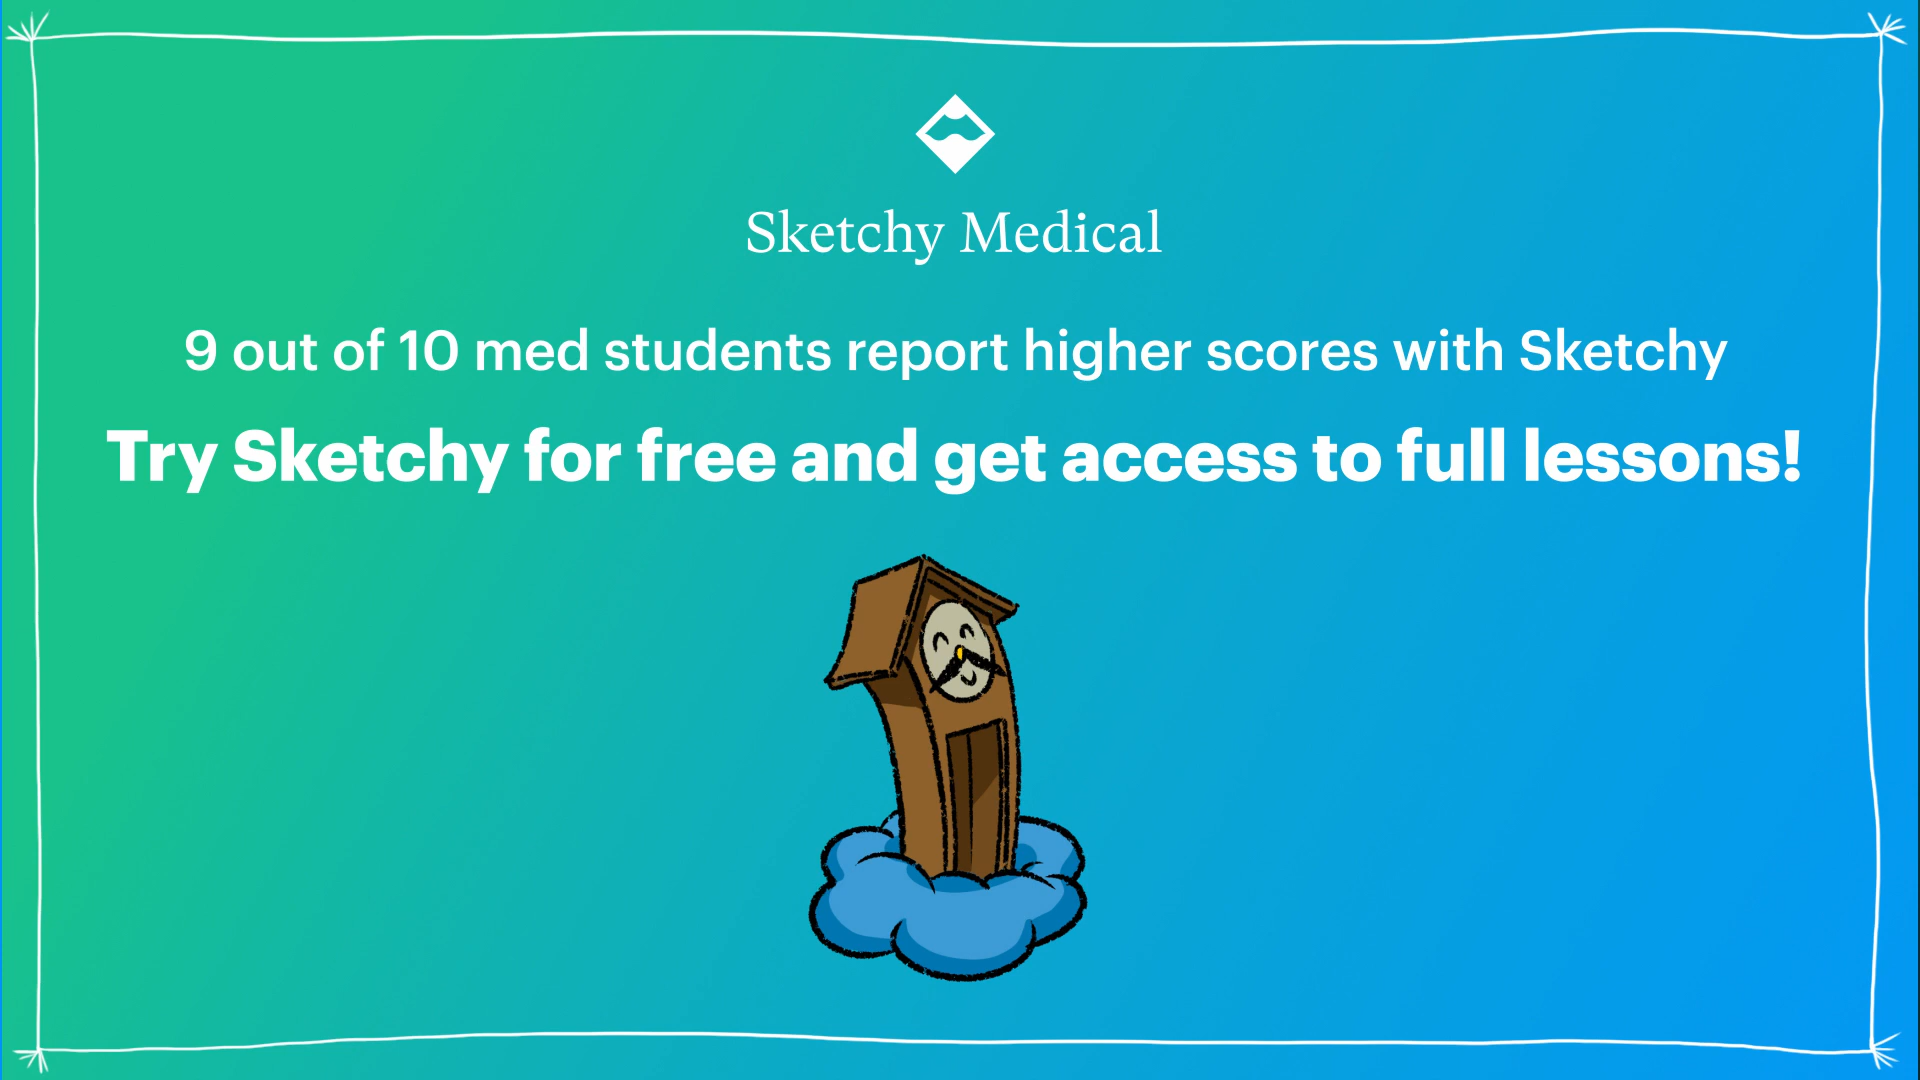 Sketchy Medical
9 out of 10 med students report higher scores with Sketchy
Try Sketchy for free and get access to full lessons!